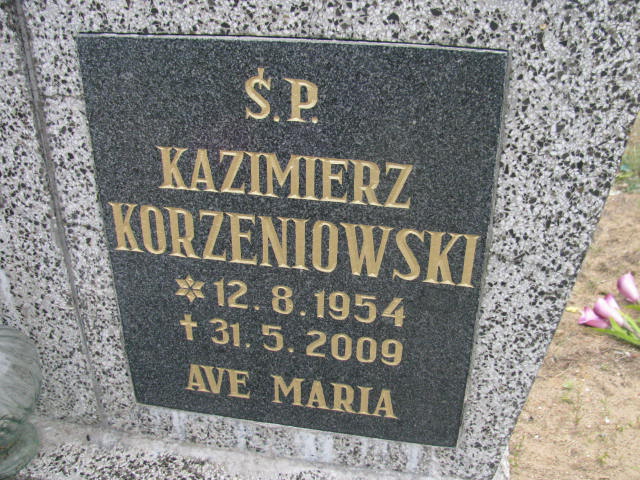 Ś.P.
KAZIMIERZ
KORZENIOWSKI
✲ 12.8.1954
✝ 31.5.2009
AVE MARIA